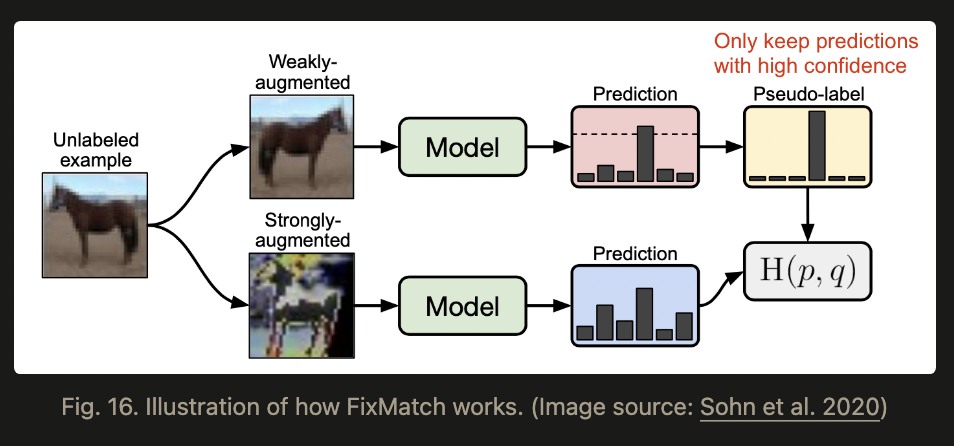 Only keep predictions
with high confidence
Weakly-
augmented
Prediction
Pseudo-label
Unlabeled
example
Model
Strongly-
augmented
Prediction
H(p, q)
Model
Fig. 16. Illustration of how FixMatch works. (Image source: Sohn et al. 2020)